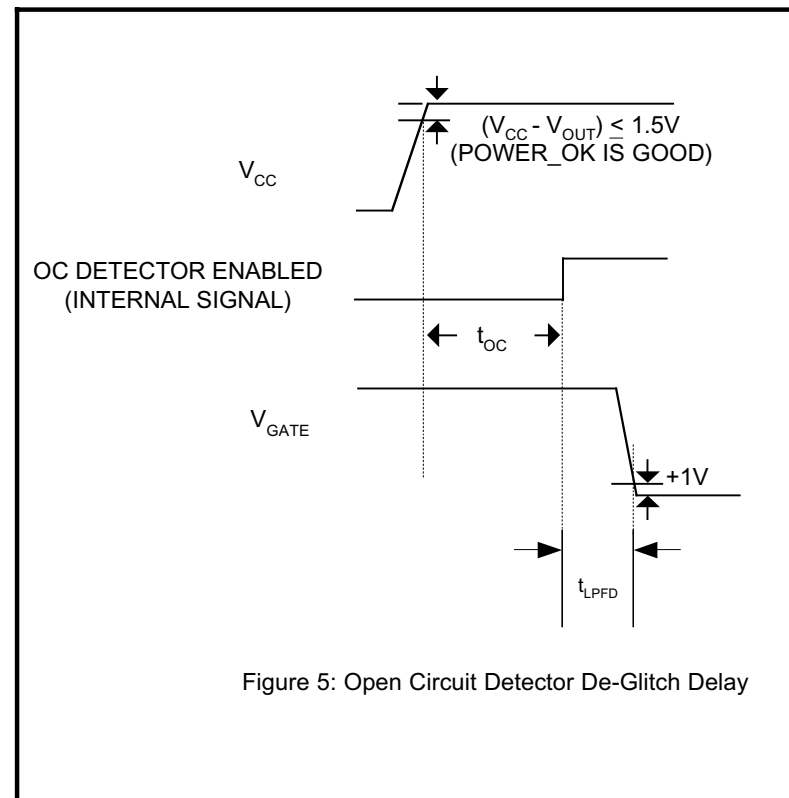 (V_CC - V_OUT) ≤ 1.5V
(POWER_OK IS GOOD)
V_CC
OC DETECTOR ENABLED
(INTERNAL SIGNAL)
t_OC
V_GATE
+1V
t_LPFD
Figure 5: Open Circuit Detector De-Glitch Delay